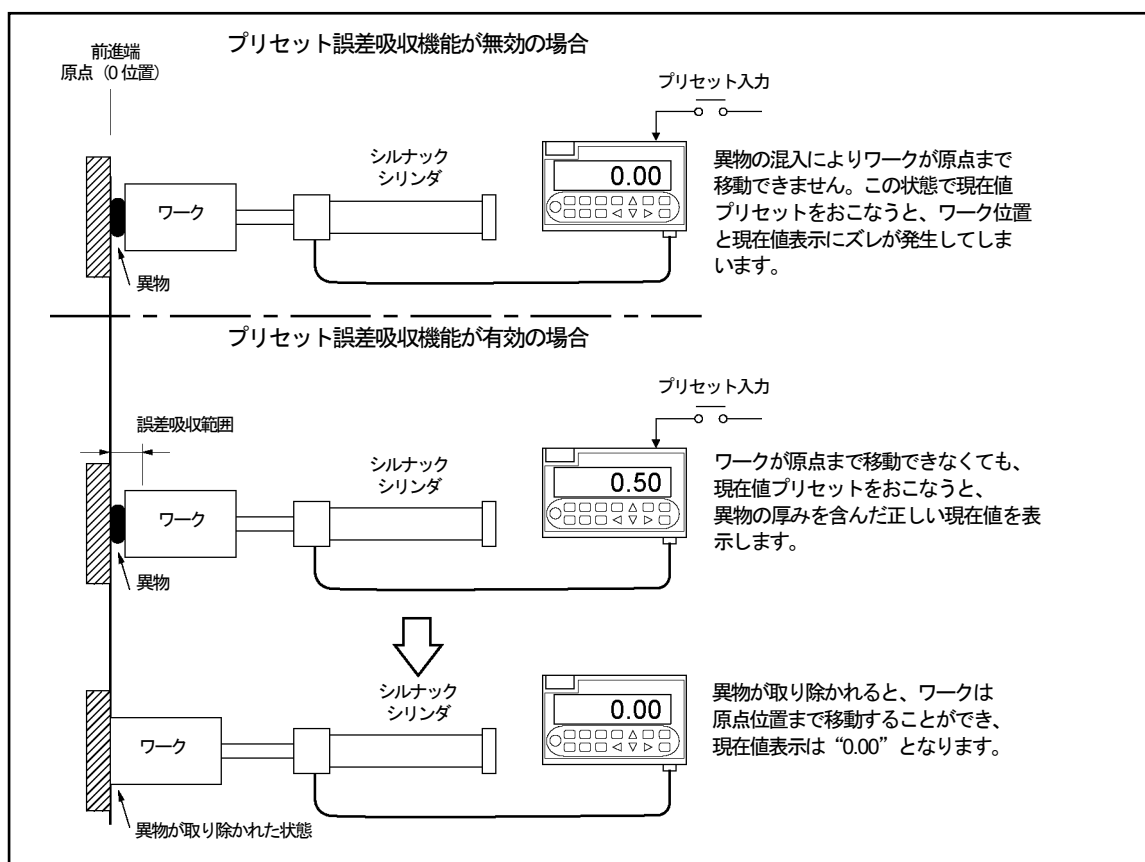 プリセット誤差吸収機能が無効の場合
前進端
原点（0 位置）
プリセット入力
シルナック
シリンダ
ワーク
異物
0.00
異物の混入によりワークが原点まで
移動できません。この状態で現在値
プリセットをおこなうと、ワーク位置
と現在値表示にズレが発生してしま
います。
プリセット誤差吸収機能が有効の場合
プリセット入力
誤差吸収範囲
シルナック
シリンダ
ワーク
異物
0.50
ワークが原点まで移動できなくても、
現在値プリセットをおこなうと、
異物の厚みを含んだ正しい現在値を表
示します。
シルナック
シリンダ
ワーク
0.00
異物が取り除かれると、ワークは
原点位置まで移動することができ、
現在値表示は“0.00”となります。
異物が取り除かれた状態